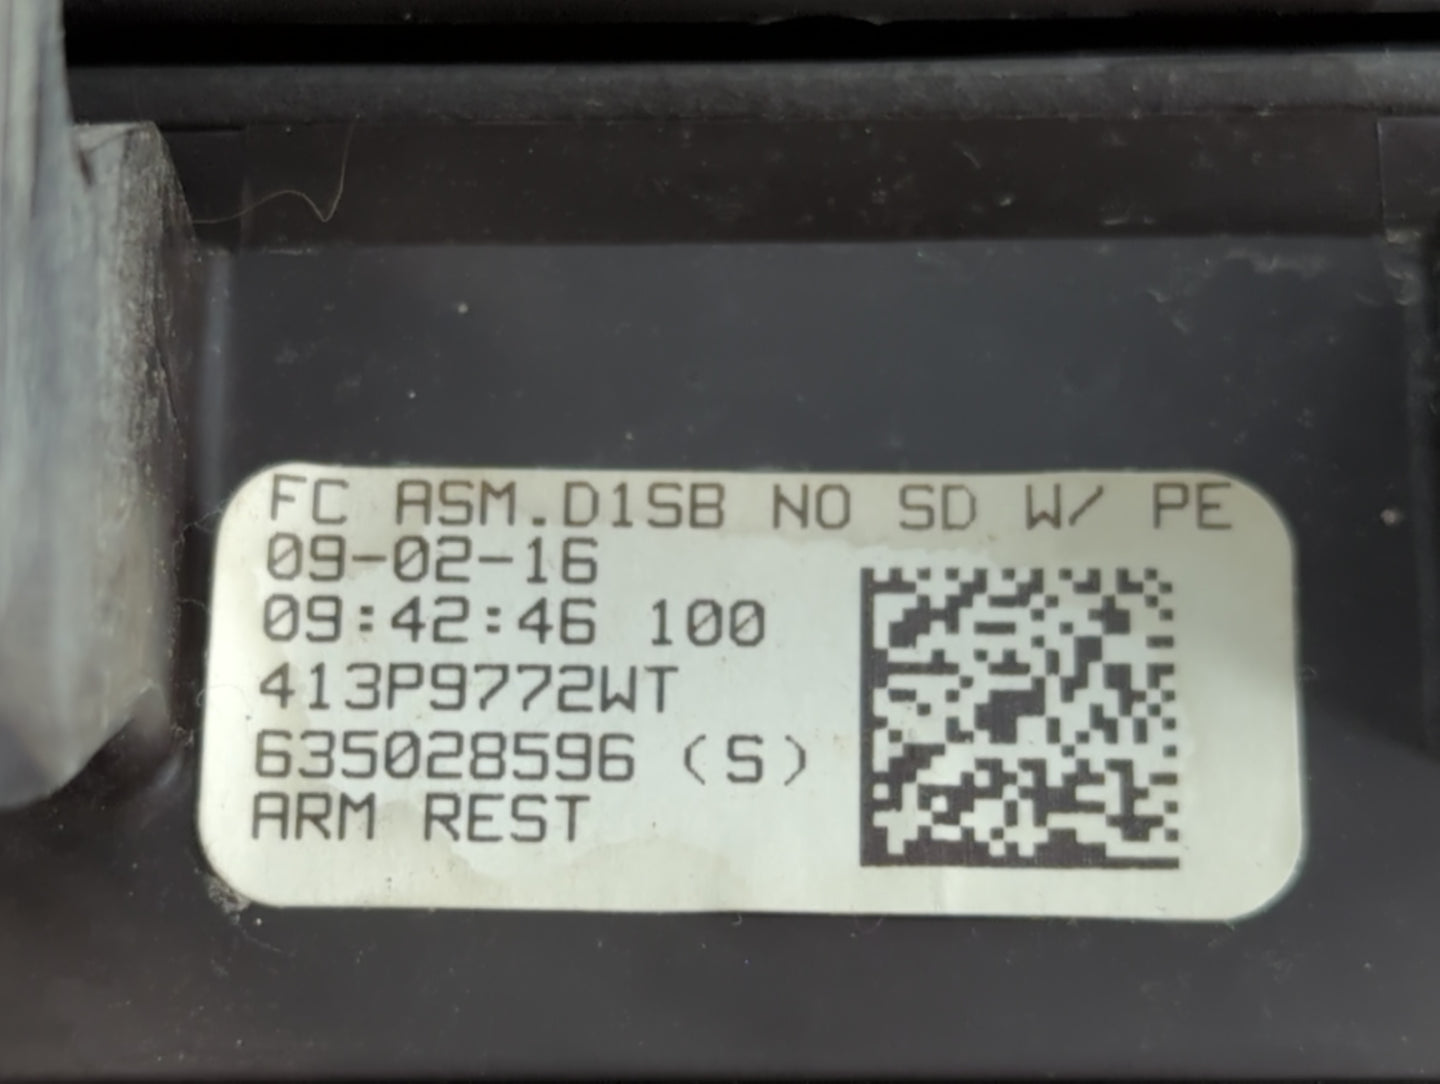 FC ASM.D1SB NO SD W/ PE
09-02-16
09:42:46 100
413P9772WT
635028596 (S)
ARM REST